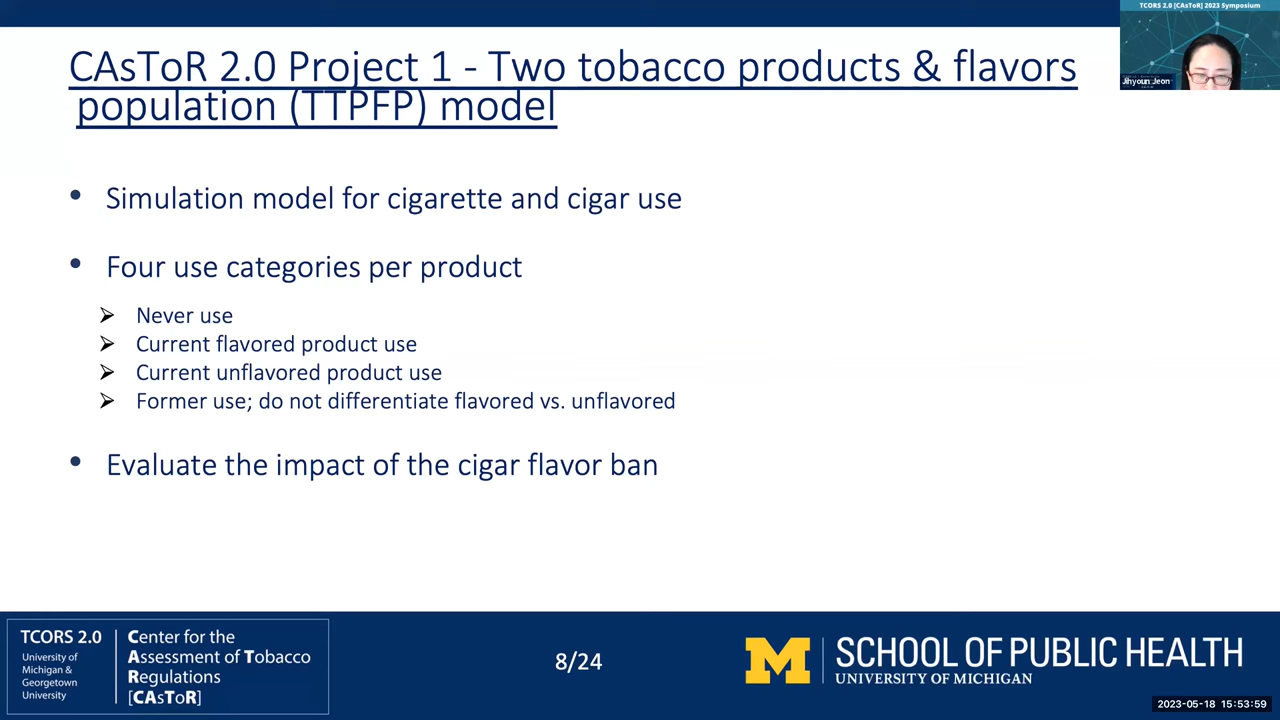 TCORS 2.0 [CAsToR] 2023 Symposium
Jihyoun Jeon
CAsToR 2.0 Project 1 - Two tobacco products & flavors
population (TTPFP) model
• Simulation model for cigarette and cigar use
• Four use categories per product
➢ Never use
➢ Current flavored product use
➢ Current unflavored product use
➢ Former use; do not differentiate flavored vs. unflavored
• Evaluate the impact of the cigar flavor ban
TCORS 2.0
University of
Michigan &
Georgetown
University
Center for the
Assessment of Tobacco
Regulations
[CAsToR]
8/24
M
SCHOOL OF PUBLIC HEALTH
UNIVERSITY OF MICHIGAN
2023-05-18 15:53:59